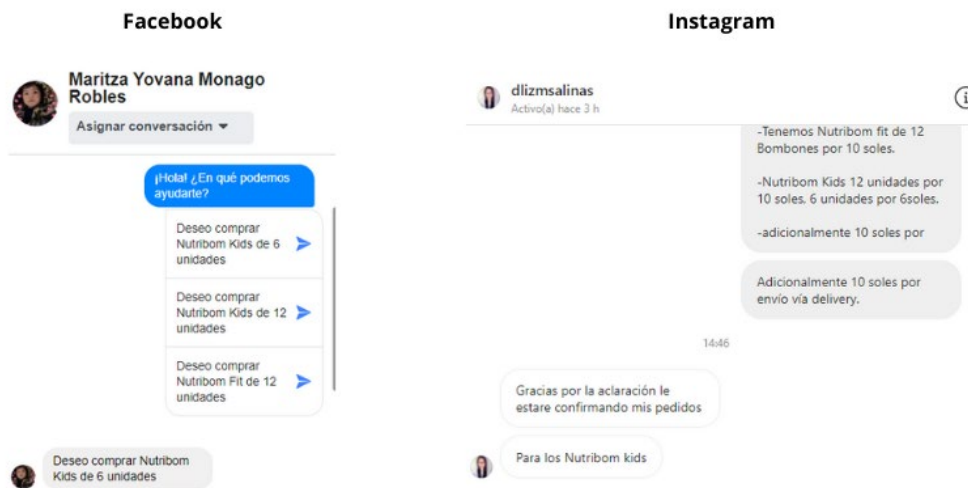 Facebook
Maritza Yovana Monago
Robles
Asignar conversación
¡Hola! ¿En qué podemos
ayudarte?
Deseo comprar
Nutribom Kids de 6
unidades
Deseo comprar
Nutribom Kids de 12
unidades
Deseo comprar
Nutribom Fit de 12
unidades
Deseo comprar Nutribom
Kids de 6 unidades
Instagram
dlizmsalinas
Activo(a) hace 3 h
-Tenemos Nutribom fit de 12
Bombones por 10 soles.
-Nutribom Kids 12 unidades por
10 soles. 6 unidades por 6soles.
-adicionalmente 10 soles por
Adicionalmente 10 soles por
envío vía delivery.
14:46
Gracias por la aclaración le
estare confirmando mis pedidos
Para los Nutribom kids